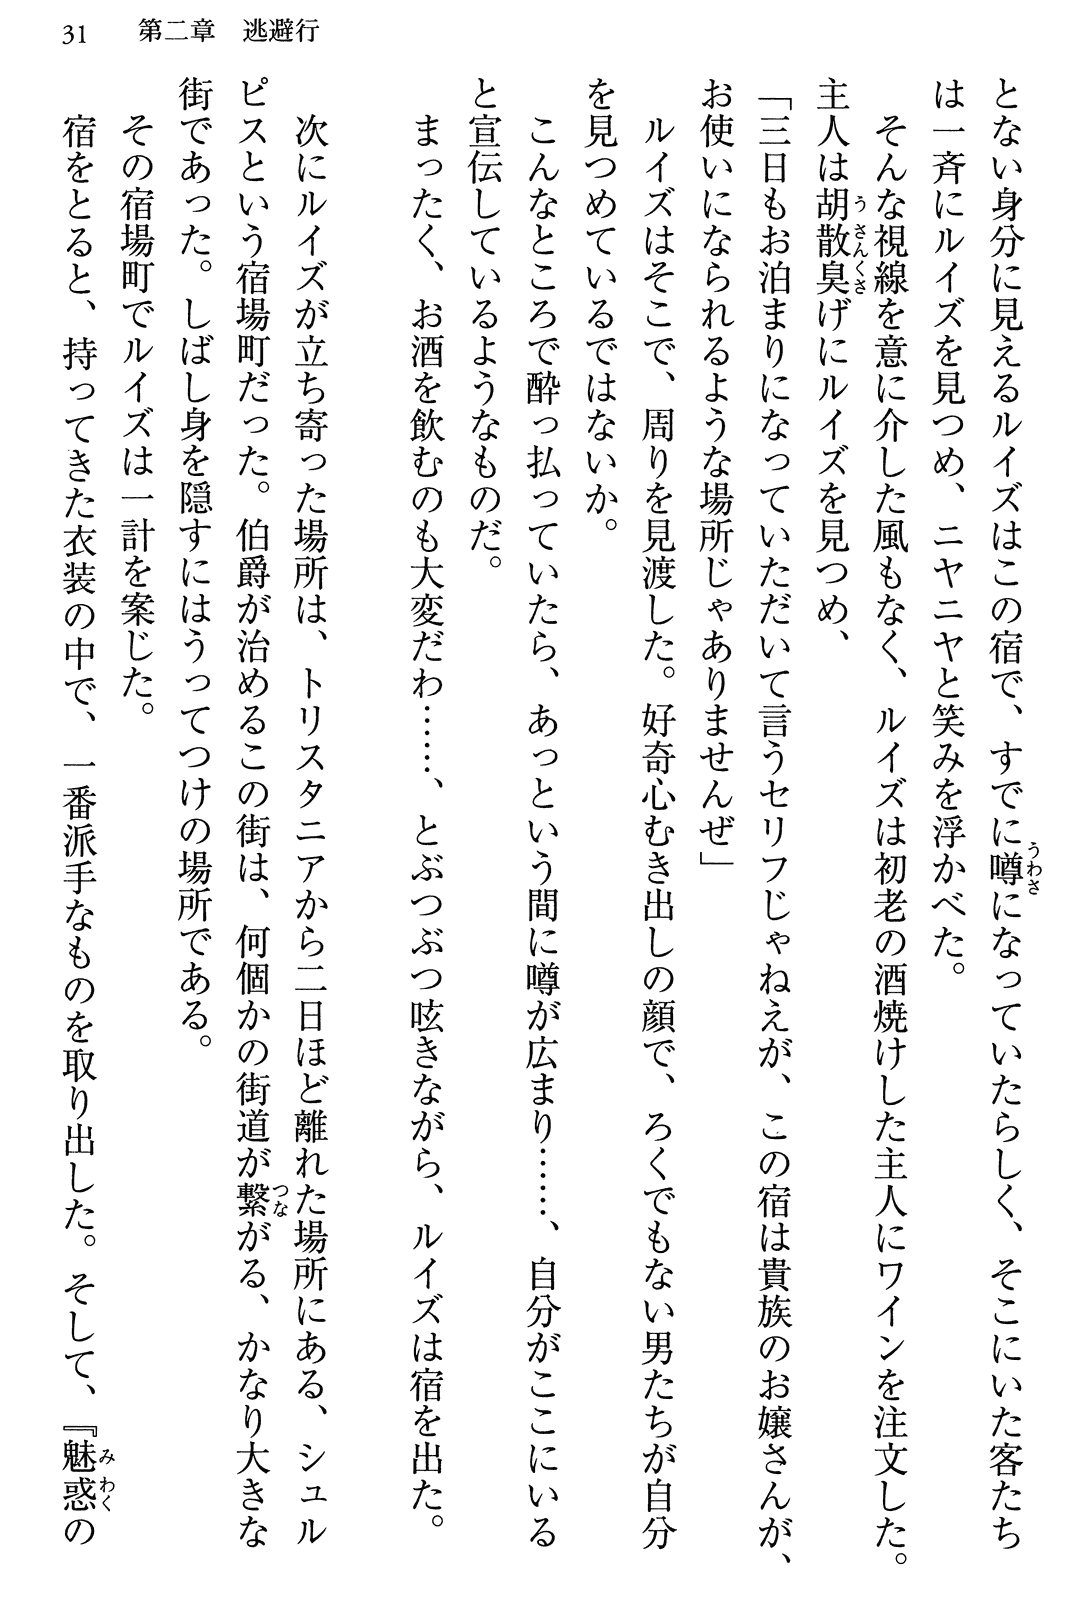 31　第二章　逃避行
とない身分に見えるルイズはこの宿で、すでに噂になっていたらしく、そこにいた客たち
は一斉にルイズを見つめ、ニヤニヤと笑みを浮かべた。
　そんな視線を意に介した風もなく、ルイズは初老の酒焼けした主人にワインを注文した。
主人は胡散臭げにルイズを見つめ、
「三日もお泊まりになっていただいて言うセリフじゃねえが、この宿は貴族のお嬢さんが、
お使いになられるような場所じゃありませんぜ」
　ルイズはそこで、周りを見渡した。好奇心むき出しの顔で、ろくでもない男たちが自分
を見つめているではないか。
　こんなところで酔っ払っていたら、あっという間に噂が広まり……、自分がここにいる
と宣伝しているようなものだ。
　まったく、お酒を飲むのも大変だわ……、とぶつぶつ呟きながら、ルイズは宿を出た。
　次にルイズが立ち寄った場所は、トリスタニアから二日ほど離れた場所にある、シュル
ピスという宿場町だった。伯爵が治めるこの街は、何個かの街道が繋がる、かなり大きな
街であった。しばし身を隠すにはうってつけの場所である。
　その宿場町でルイズは一計を案じた。
　宿をとると、持ってきた衣装の中で、一番派手なものを取り出した。そして、『魅惑の